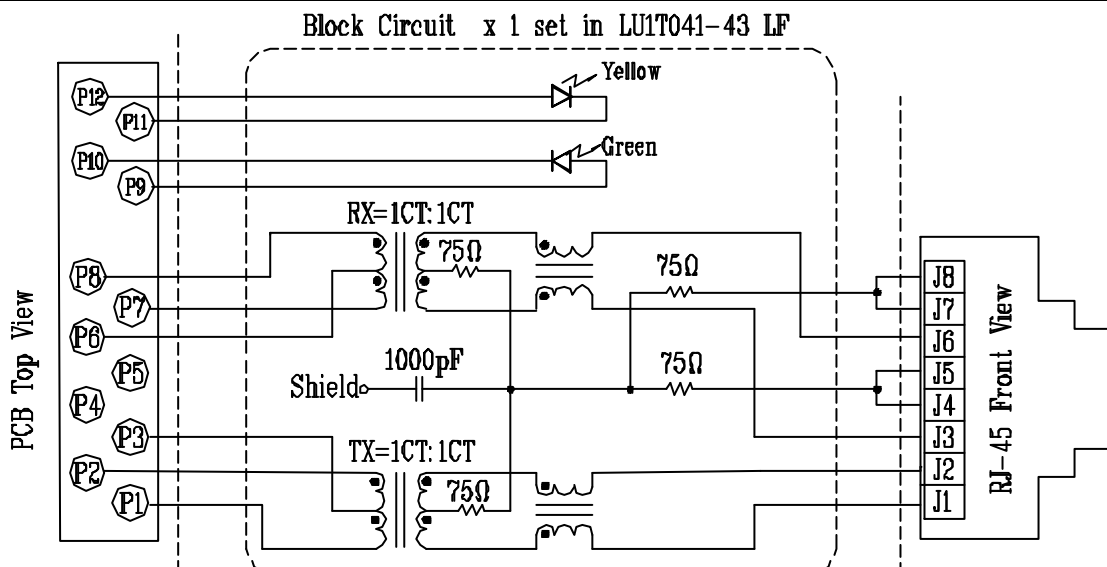 Block Circuit x 1 set in LU1T041-43 LF
Yellow
P12
P11
Green
P10
P9
RX=1CT:1CT
75Ω
75Ω
P8
P7
P6
P5
P4
P3
P2
P1
PCB Top View
1000pF
Shield
75Ω
TX=1CT:1CT
75Ω
J8
J7
J6
J5
J4
J3
J2
J1
RJ-45 Front View